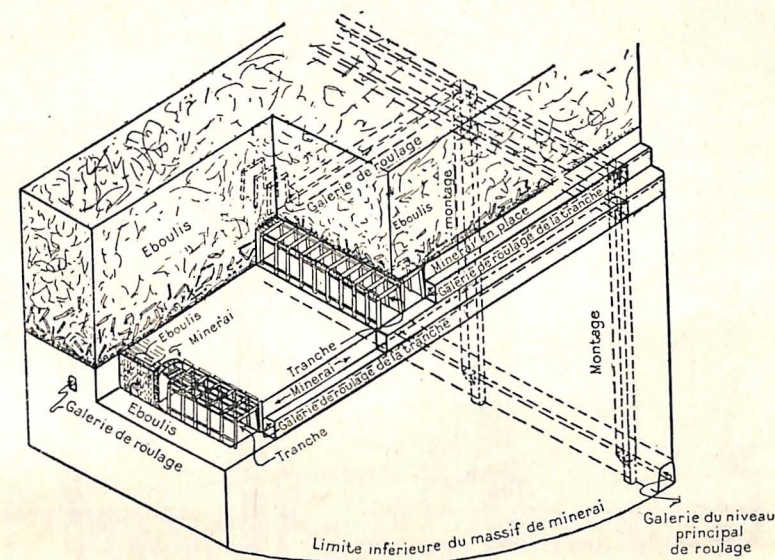 Galerie de roulage
montage
Eboulis
Minerai en place
Galerie de roulage de la tranche
Eboulis
Eboulis
Minerai
Tranche
Minerai
Galerie de roulage de la tranche
Montage
Eboulis
Galerie de roulage
Tranche
Limite inférieure du massif de minerai
Galerie du niveau
principal
de roulage